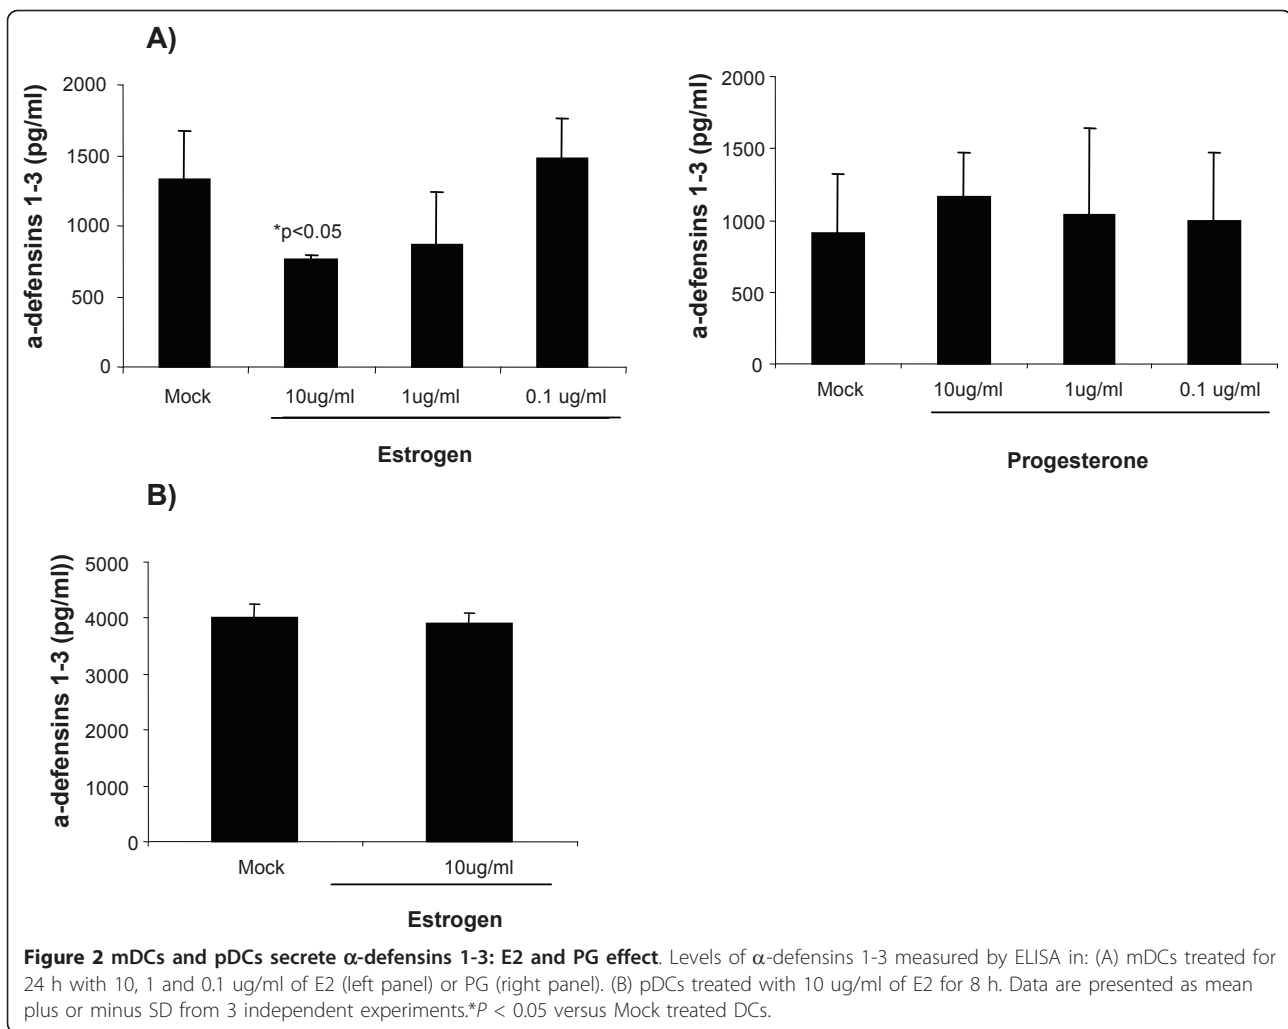 A)
a-defensins 1-3 (pg/ml)
2000
1500
1000
500
0
*p<0.05
Mock 10ug/ml 1ug/ml 0.1 ug/ml
Estrogen
a-defensins 1-3 (pg/ml)
2000
1500
1000
500
0
Mock 10ug/ml 1ug/ml 0.1 ug/ml
Progesterone
B)
a-defensins 1-3 (pg/ml))
5000
4000
3000
2000
1000
0
Mock 10ug/ml
Estrogen
Figure 2 mDCs and pDCs secrete α-defensins 1-3: E2 and PG effect. Levels of α-defensins 1-3 measured by ELISA in: (A) mDCs treated for
24 h with 10, 1 and 0.1 ug/ml of E2 (left panel) or PG (right panel). (B) pDCs treated with 10 ug/ml of E2 for 8 h. Data are presented as mean
plus or minus SD from 3 independent experiments.*P < 0.05 versus Mock treated DCs.